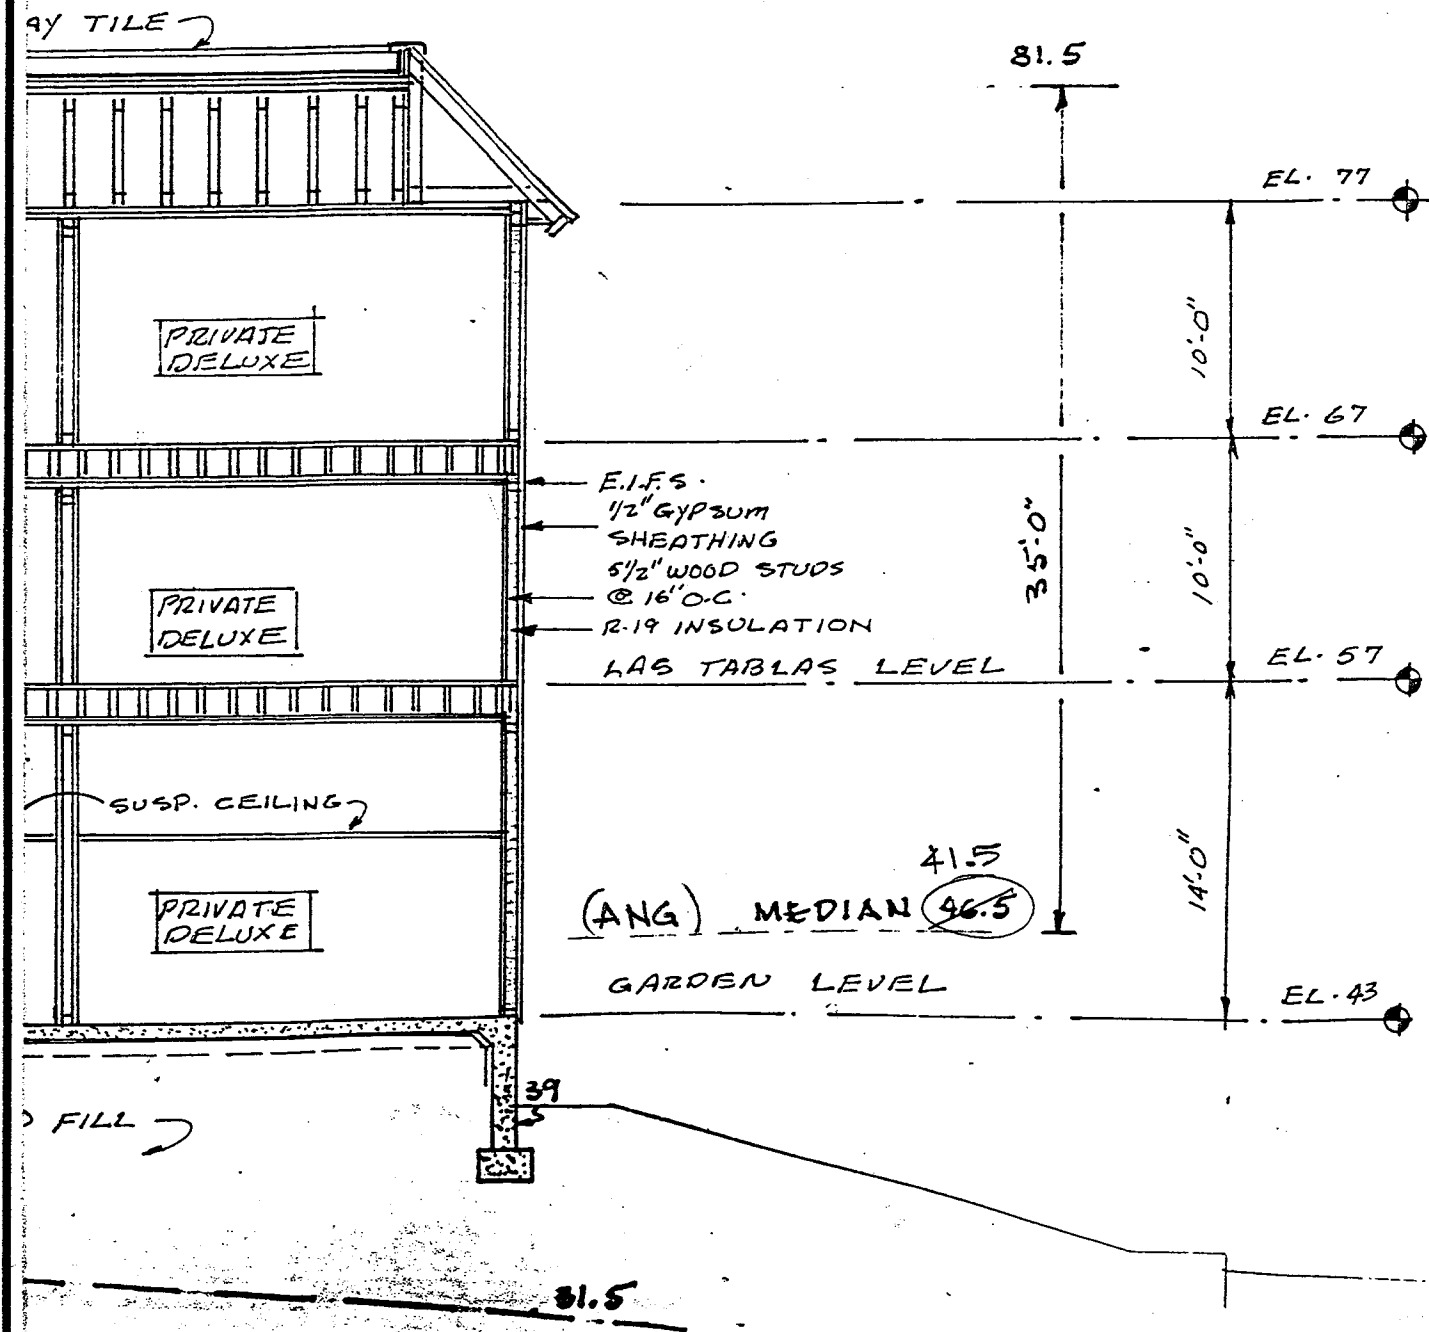 AY TILE
81.5
EL. 77
PRIVATE
DELUXE
10'-0"
EL. 67
E.I.F.S.
1/2" GYPSUM
SHEATHING
5 1/2" WOOD STUDS
@ 16" O.C.
R-19 INSULATION
35'-0"
10'-0"
PRIVATE
DELUXE
LAS TABLAS LEVEL
EL. 57
SUSP. CEILING
41.5
14'-0"
PRIVATE
DELUXE
(ANG) MEDIAN 46.5
GARDEN LEVEL
EL. 43
39
FILL
31.5